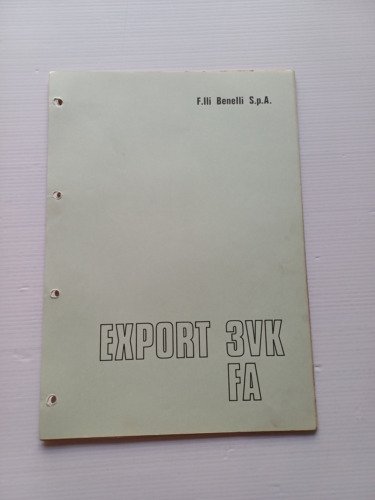 F.lli Benelli S.p.A.
EXPORT 3VK
FA